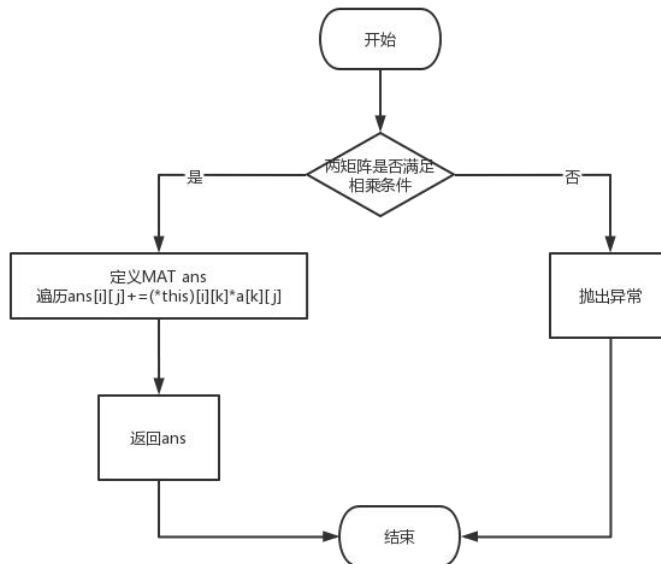 开始
两矩阵是否满足
相乘条件
是
否
定义MAT ans
遍历ans[i][j]+=(*this)[i][k]*a[k][j]
抛出异常
返回ans
结束